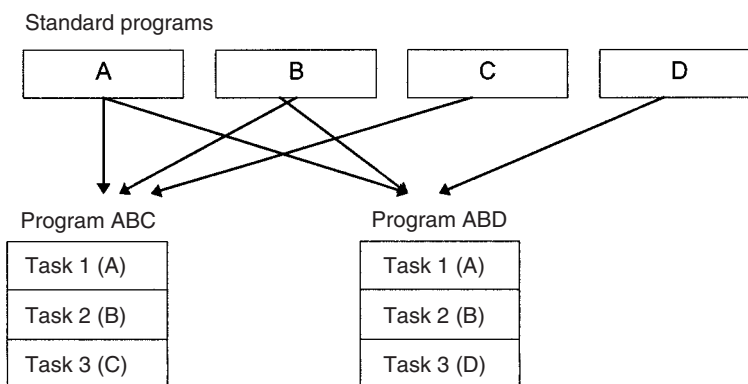 Standard programs
A B C D
Program ABC Program ABD
Task 1 (A) Task 1 (A)
Task 2 (B) Task 2 (B)
Task 3 (C) Task 3 (D)